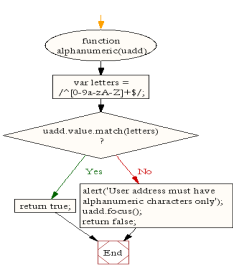 function
alphanumeric(uadd)
var letters =
/^[0-9a-zA-Z]+$/;
uadd.value.match(letters)
?
Yes
No
return true;
alert('User address must have
alphanumeric characters only');
uadd.focus();
return false;
End